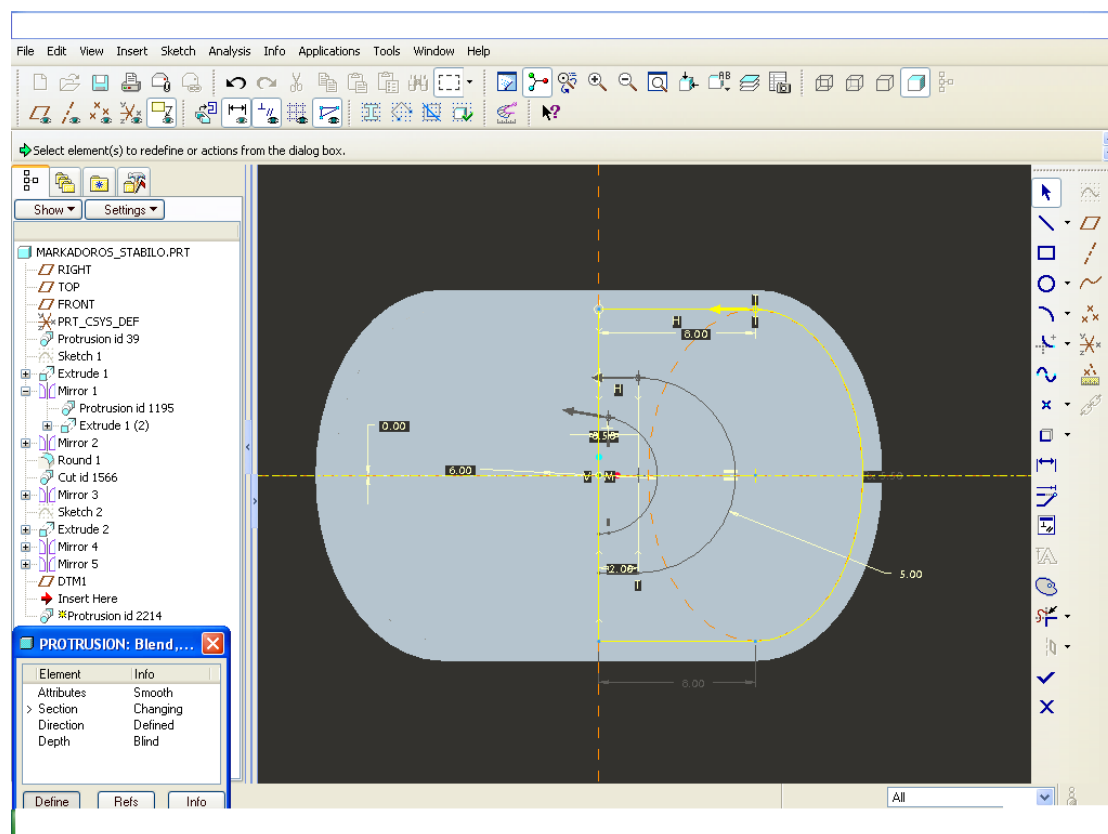 File Edit View Insert Sketch Analysis Info Applications Tools Window Help
Select element(s) to redefine or actions from the dialog box.
Show Settings
MARKADOROS_STABILO.PRT
RIGHT
TOP
FRONT
PRT_CSYS_DEF
Protrusion id 39
Sketch 1
Extrude 1
Mirror 1
Protrusion id 1195
Extrude 1 (2)
Mirror 2
Round 1
Cut id 1566
Mirror 3
Sketch 2
Extrude 2
Mirror 4
Mirror 5
DTM1
Insert Here
Protrusion id 2214
PROTRUSION: Blend,...
Element Info
Attributes Smooth
Section Changing
Direction Defined
Depth Blind
Define Refs Info
H
8.00
H
0.00
6.00
V M
2.00
T
5.00
8.00
All